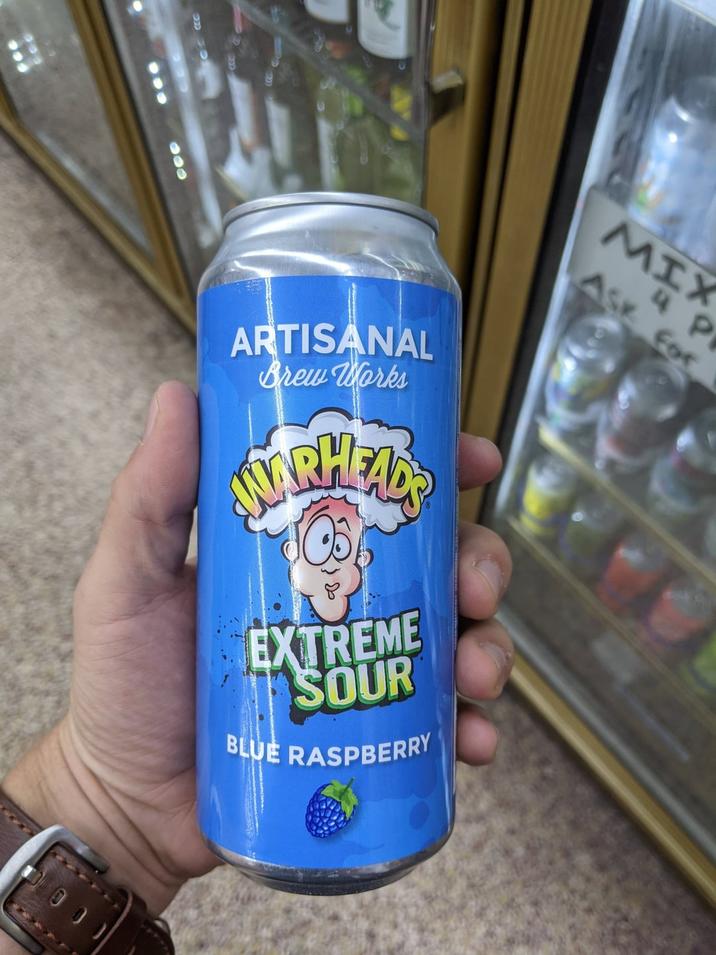 ARTISANAL
Brew Works
WARHEADS
EXTREME
SOUR
BLUE RASPBERRY
MIX
4 P
ASK FOR